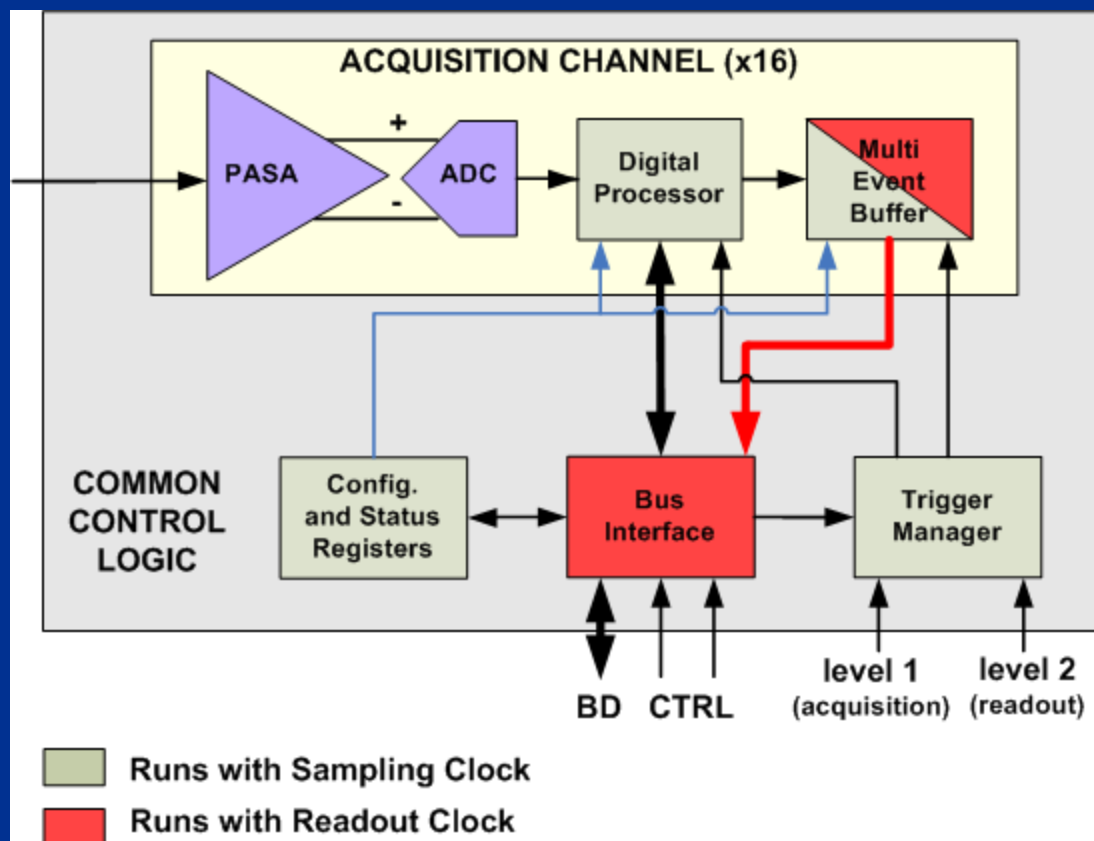 ACQUISITION CHANNEL (x16)
PASA
+
-
ADC
Digital
Processor
Multi
Event
Buffer
COMMON
CONTROL
LOGIC
Config.
and Status
Registers
Bus
Interface
Trigger
Manager
BD
CTRL
level 1
(acquisition)
level 2
(readout)
Runs with Sampling Clock
Runs with Readout Clock